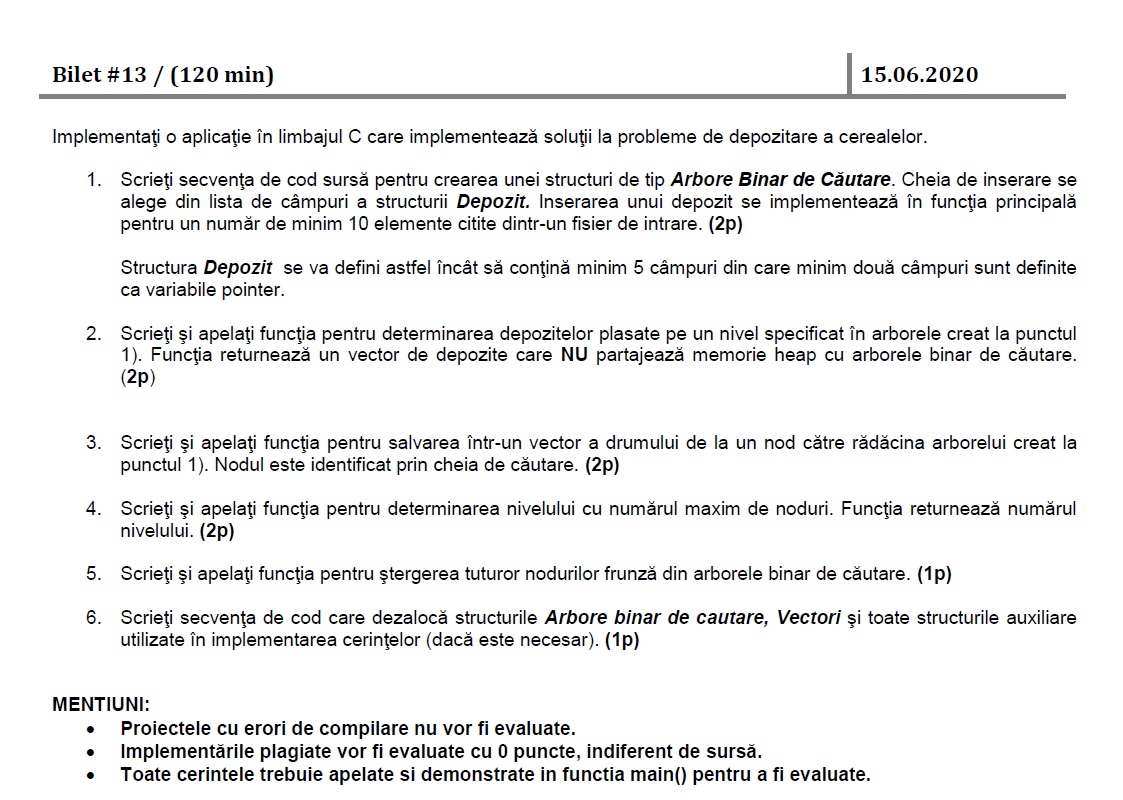 Bilet #13 / (120 min) 15.06.2020
Implementaţi o aplicaţie în limbajul C care implementează soluţii la probleme de depozitare a cerealelor.
1. Scrieţi secvenţa de cod sursă pentru crearea unei structuri de tip Arbore Binar de Căutare. Cheia de inserare se
alege din lista de câmpuri a structurii Depozit. Inserarea unui depozit se implementează în funcţia principală
pentru un număr de minim 10 elemente citite dintr-un fisier de intrare. (2p)
Structura Depozit se va defini astfel încât să conţină minim 5 câmpuri din care minim două câmpuri sunt definite
ca variabile pointer.
2. Scrieţi şi apelaţi funcţia pentru determinarea depozitelor plasate pe un nivel specificat în arborele creat la punctul
1). Funcţia returnează un vector de depozite care NU partajează memorie heap cu arborele binar de căutare.
(2p)
3. Scrieţi şi apelaţi funcţia pentru salvarea într-un vector a drumului de la un nod către rădăcina arborelui creat la
punctul 1). Nodul este identificat prin cheia de căutare. (2p)
4. Scrieţi şi apelaţi funcţia pentru determinarea nivelului cu numărul maxim de noduri. Funcţia returnează numărul
nivelului. (2p)
5. Scrieţi şi apelaţi funcţia pentru ştergerea tuturor nodurilor frunză din arborele binar de căutare. (1p)
6. Scrieţi secvenţa de cod care dezalocă structurile Arbore binar de cautare, Vectori şi toate structurile auxiliare
utilizate în implementarea cerinţelor (dacă este necesar). (1p)
MENTIUNI:
• Proiectele cu erori de compilare nu vor fi evaluate.
• Implementările plagiate vor fi evaluate cu 0 puncte, indiferent de sursă.
• Toate cerintele trebuie apelate si demonstrate in functia main() pentru a fi evaluate.